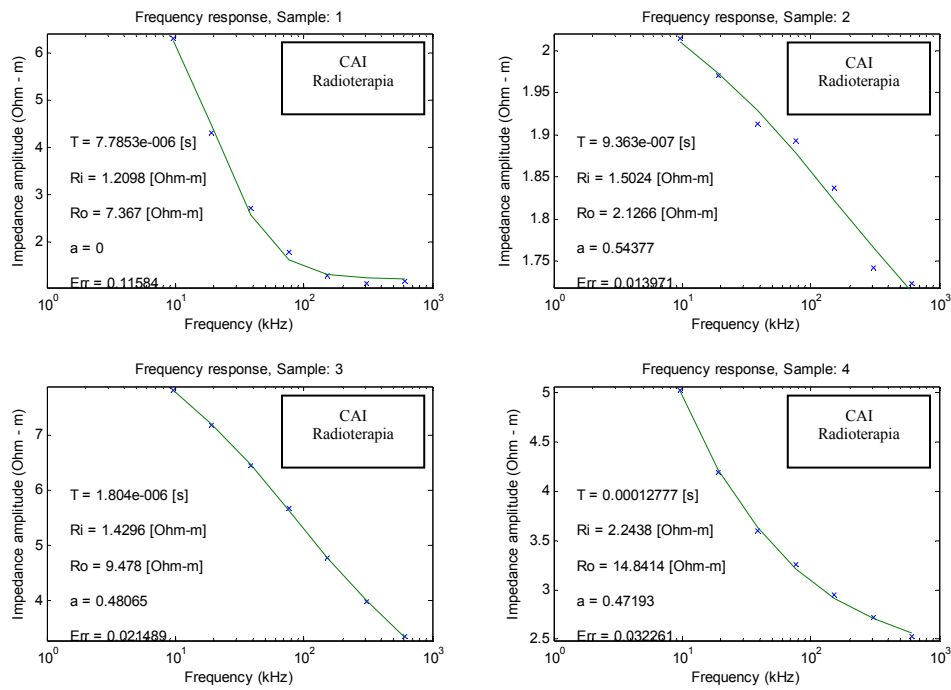 Frequency response, Sample: 1
6
5
4
3
2
Impedance amplitude (Ohm - m)
CAI
Radioterapia
T = 7.7853e-006 [s]
Ri = 1.2098 [Ohm-m]
Ro = 7.367 [Ohm-m]
a = 0
Err = 0.11584
10^0 10^1 10^2 10^3
Frequency (kHz)
Frequency response, Sample: 2
2
1.95
1.9
1.85
1.8
1.75
Impedance amplitude (Ohm - m)
CAI
Radioterapia
T = 9.363e-007 [s]
Ri = 1.5024 [Ohm-m]
Ro = 2.1266 [Ohm-m]
a = 0.54377
Err = 0.013971
10^0 10^1 10^2 10^3
Frequency (kHz)
Frequency response, Sample: 3
7
6
5
4
Impedance amplitude (Ohm - m)
CAI
Radioterapia
T = 1.804e-006 [s]
Ri = 1.4296 [Ohm-m]
Ro = 9.478 [Ohm-m]
a = 0.48065
Err = 0.021489
10^0 10^1 10^2 10^3
Frequency (kHz)
Frequency response, Sample: 4
5
4.5
4
3.5
3
2.5
Impedance amplitude (Ohm - m)
CAI
Radioterapia
T = 0.00012777 [s]
Ri = 2.2438 [Ohm-m]
Ro = 14.8414 [Ohm-m]
a = 0.47193
Err = 0.032261
10^0 10^1 10^2 10^3
Frequency (kHz)